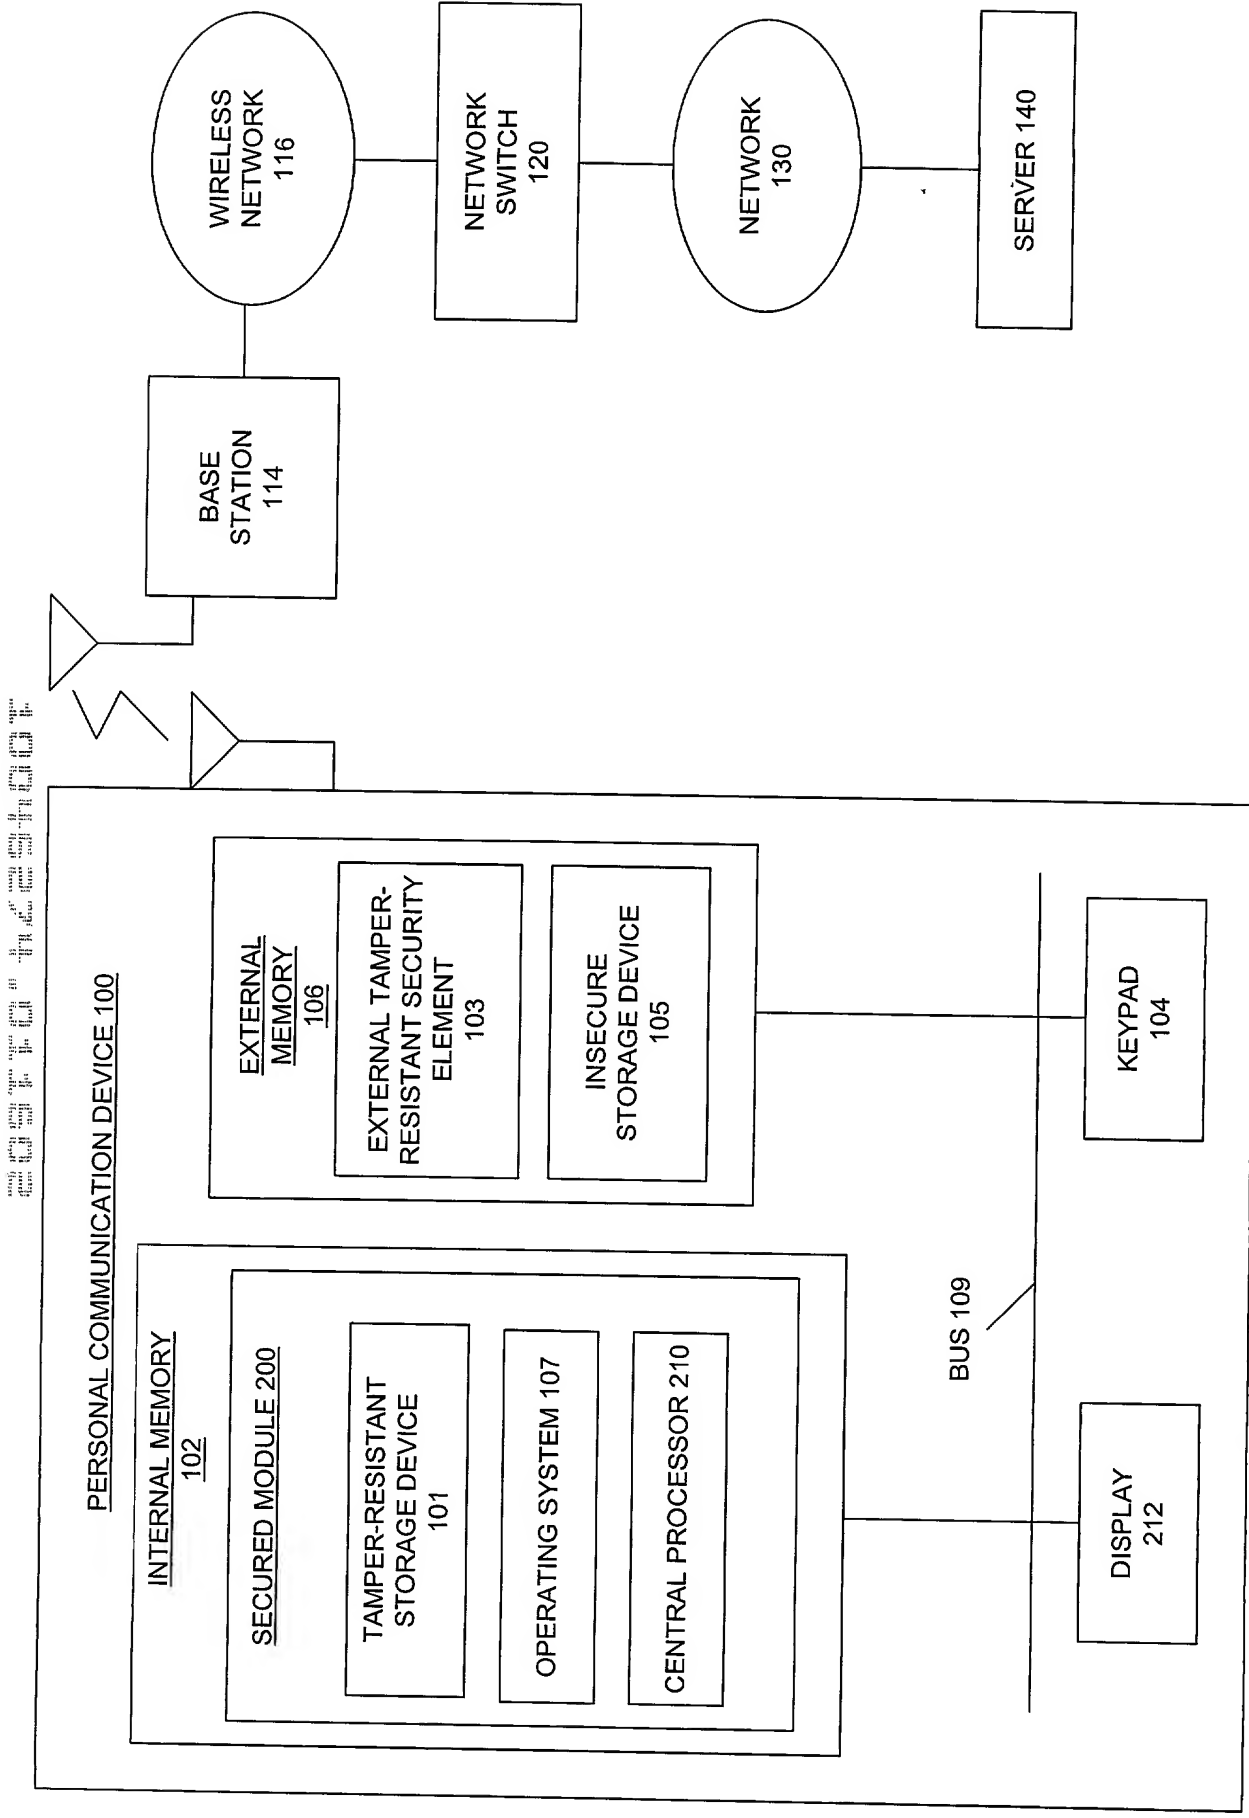 PERSONAL COMMUNICATION DEVICE 100
INTERNAL MEMORY
102
SECURED MODULE 200
TAMPER-RESISTANT
STORAGE DEVICE
101
OPERATING SYSTEM 107
CENTRAL PROCESSOR 210
EXTERNAL
MEMORY
106
EXTERNAL TAMPER-
RESISTANT SECURITY
ELEMENT
103
INSECURE
STORAGE DEVICE
105
BUS 109
DISPLAY
212
KEYPAD
104
BASE
STATION
114
WIRELESS
NETWORK
116
NETWORK
SWITCH
120
NETWORK
130
SERVER 140